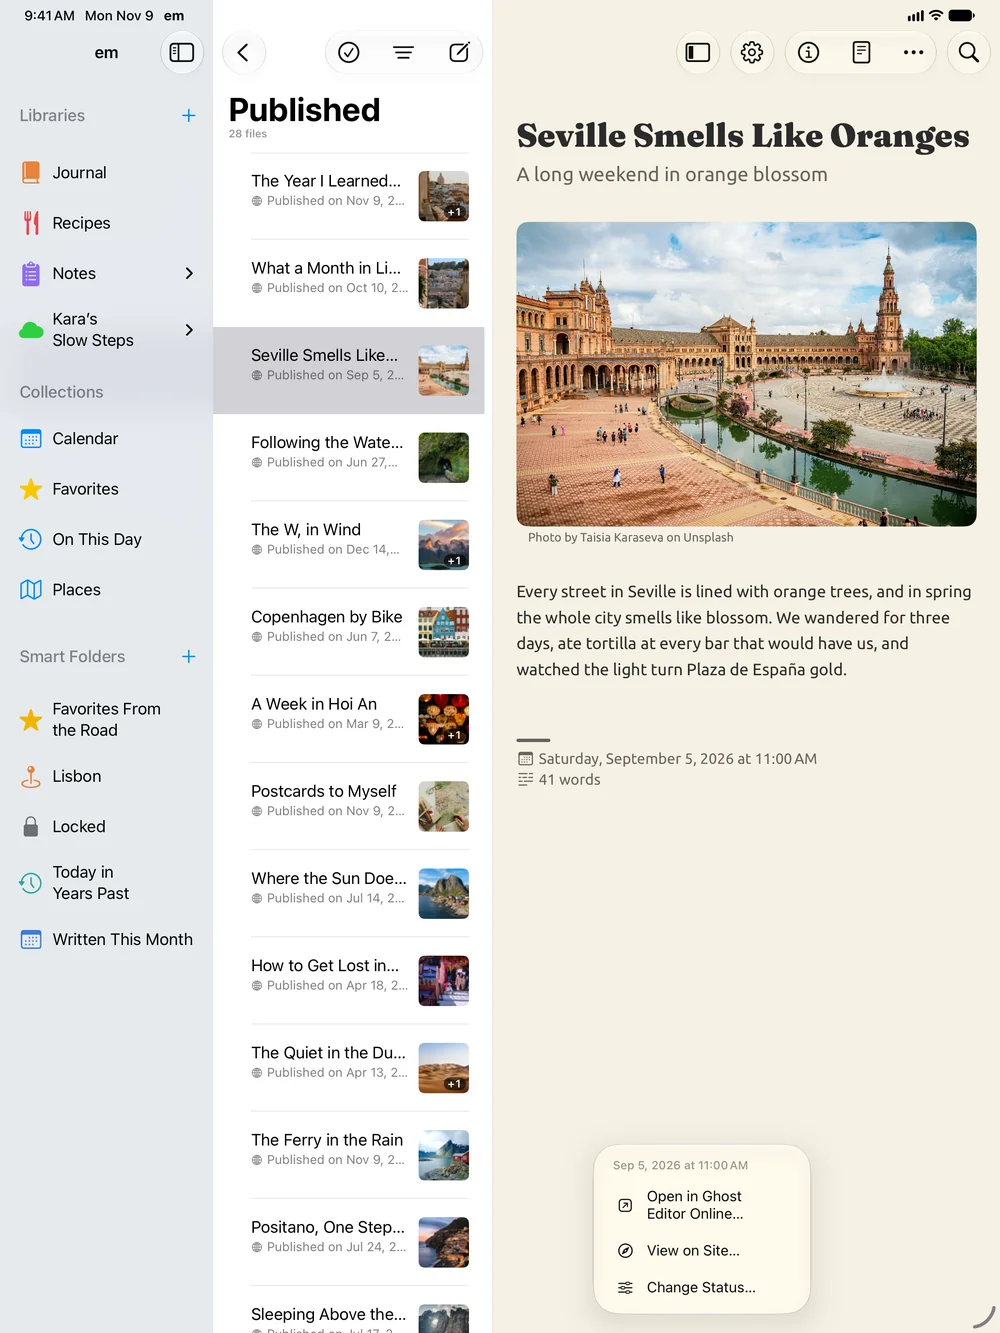 9:41 AM Mon Nov 9 em
em
Libraries
Journal
Recipes
Notes
Kara's
Slow Steps
Collections
Calendar
Favorites
On This Day
Places
Smart Folders
Favorites From
the Road
Lisbon
Locked
Today in
Years Past
Written This Month
Published
28 files
The Year I Learned...
Published on Nov 9, 2...
+1
What a Month in Li...
Published on Oct 10, 2...
Seville Smells Like...
Published on Sep 5, 2...
Following the Wate...
Published on Jun 27,...
The W, in Wind
Published on Dec 14,...
+1
Copenhagen by Bike
Published on Jun 7, 2...
A Week in Hoi An
Published on Mar 9, 2...
+1
Postcards to Myself
Published on Nov 9, 2...
Where the Sun Doe...
Published on Jul 14, 2...
How to Get Lost in...
Published on Apr 18, 2...
The Quiet in the Du...
Published on Apr 13, 2...
+1
The Ferry in the Rain
Published on Nov 9, 2...
Positano, One Step...
Published on Jul 24, 2...
Sleeping Above the...
Published on Jul 17, 2...
Seville Smells Like Oranges
A long weekend in orange blossom
Photo by Taisia Karaseva on Unsplash
Every street in Seville is lined with orange trees, and in spring
the whole city smells like blossom. We wandered for three
days, ate tortilla at every bar that would have us, and
watched the light turn Plaza de España gold.
Saturday, September 5, 2026 at 11:00 AM
41 words
Sep 5, 2026 at 11:00 AM
Open in Ghost
Editor Online...
View on Site...
Change Status...